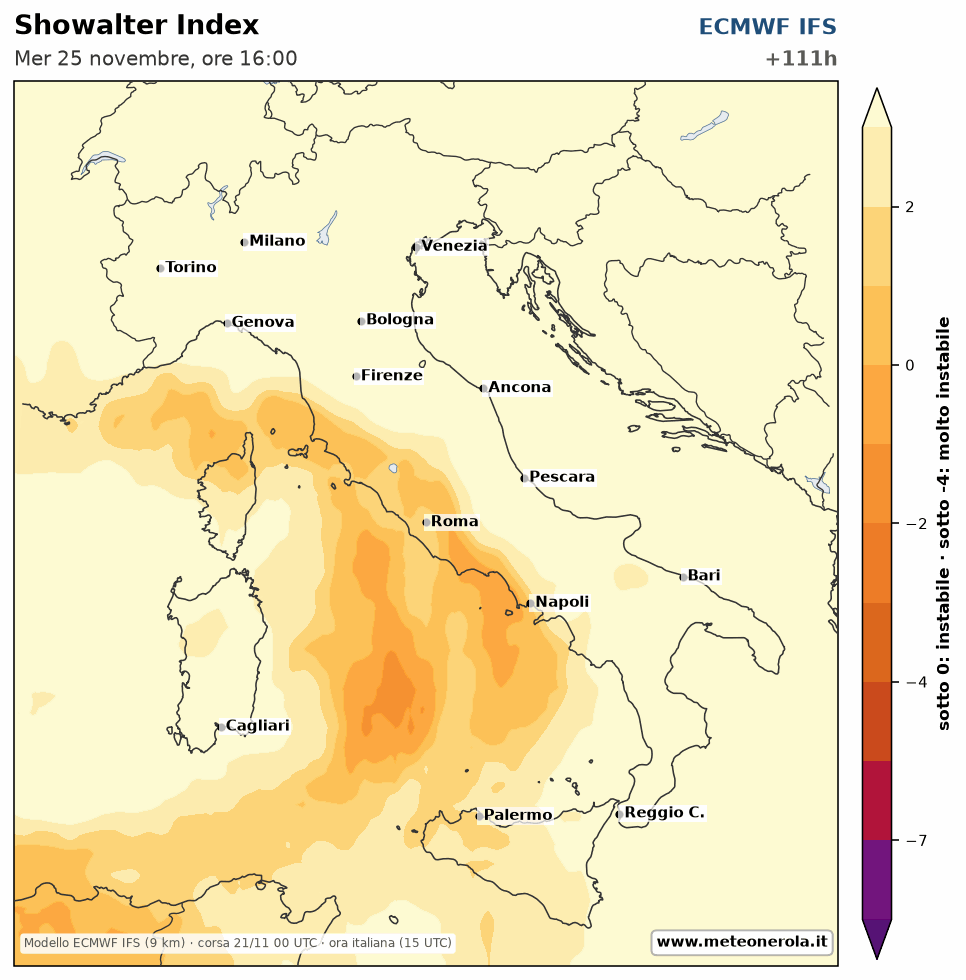 Showalter Index
ECMWF IFS
Mer 25 novembre, ore 16:00
+111h
Milano
Venezia
Torino
Genova
Bologna
Firenze
Ancona
Pescara
Roma
Bari
Napoli
Cagliari
Palermo
Reggio C.
2
0
−2
−4
−7
sotto 0: instabile · sotto -4: molto instabile
Modello ECMWF IFS (9 km) · corsa 21/11 00 UTC · ora italiana (15 UTC)
www.meteonerola.it